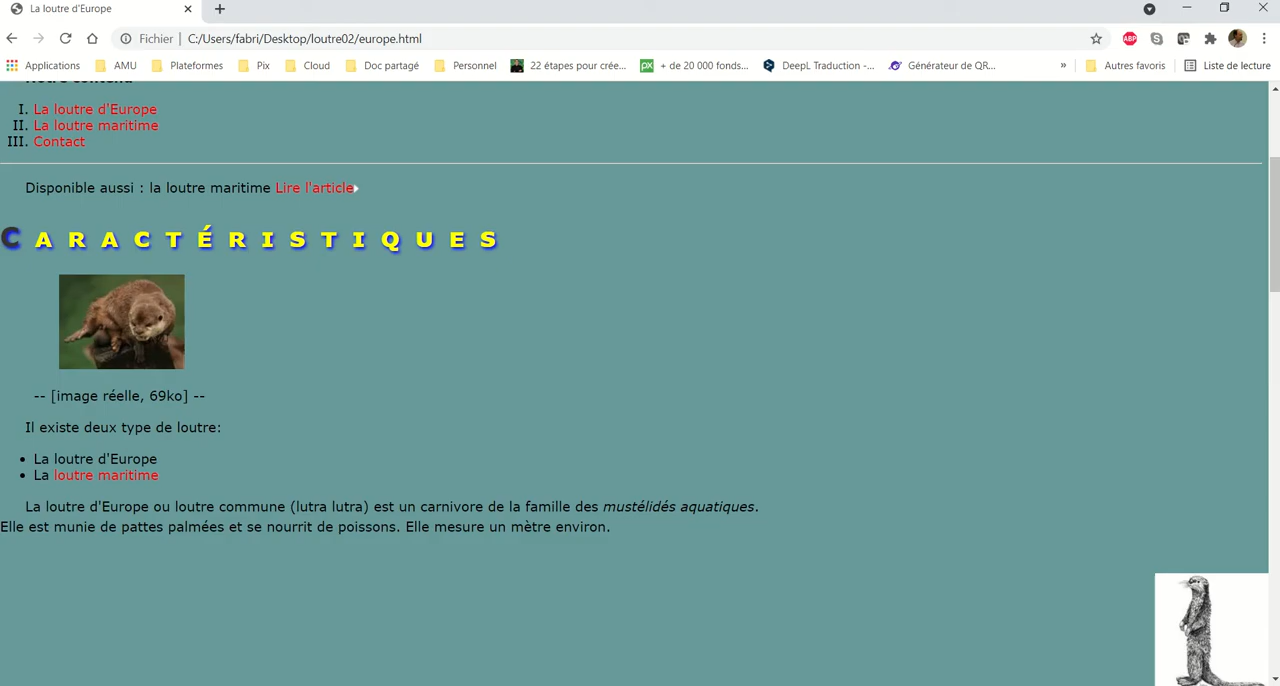 La loutre d'Europe
Fichier | C:/Users/fabri/Desktop/loutre02/europe.html
ABP
Applications AMU Plateformes Pix Cloud Doc partagé Personnel 22 étapes pour crée... px + de 20 000 fonds... DeepL Traduction -... Générateur de QR... » Autres favoris Liste de lecture
Notre contenu
I. La loutre d'Europe
II. La loutre maritime
III. Contact
Disponible aussi : la loutre maritime Lire l'article
CARACTÉRISTIQUES
-- [image réelle, 69ko] --
Il existe deux type de loutre:
• La loutre d'Europe
• La loutre maritime
La loutre d'Europe ou loutre commune (lutra lutra) est un carnivore de la famille des mustélidés aquatiques.
Elle est munie de pattes palmées et se nourrit de poissons. Elle mesure un mètre environ.